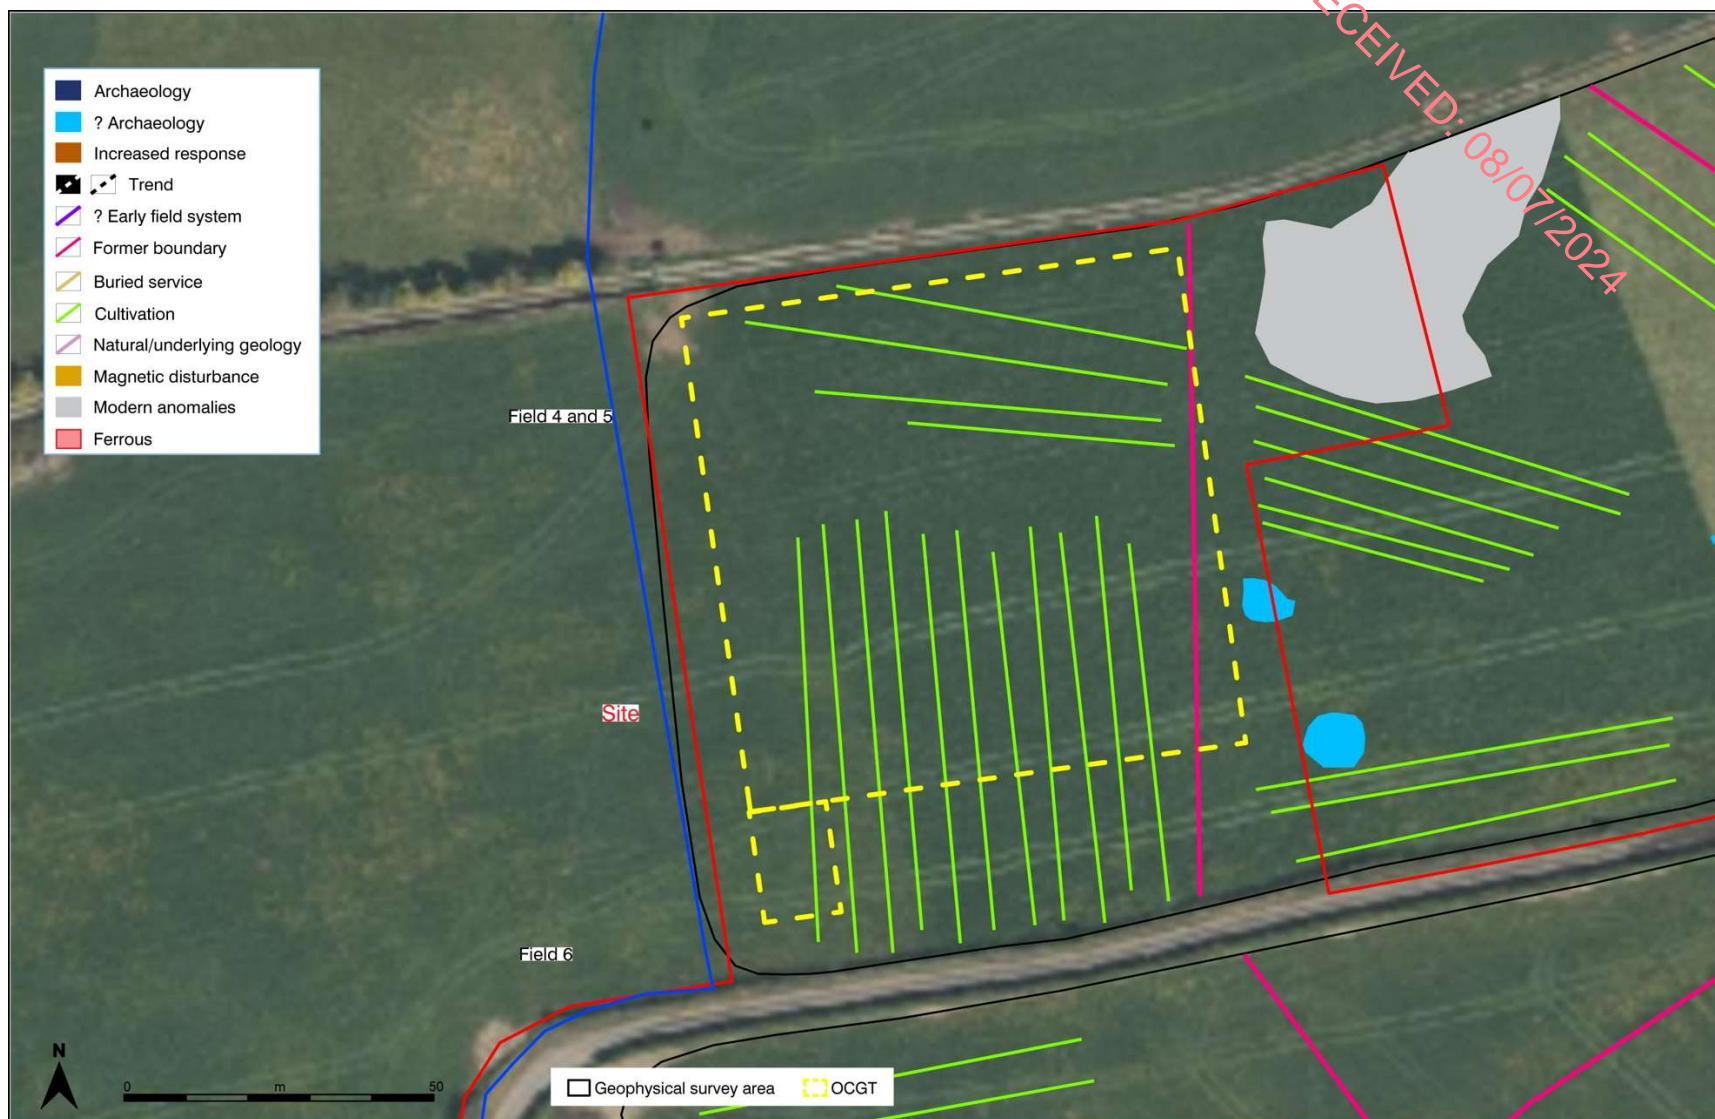 ECEIVED: 08/07/2024
Archaeology
? Archaeology
Increased response
Trend
? Early field system
Former boundary
Buried service
Cultivation
Natural/underlying geology
Magnetic disturbance
Modern anomalies
Ferrous
Field 4 and 5
Site
Field 6
N
0 m 50
Geophysical survey area OCGT